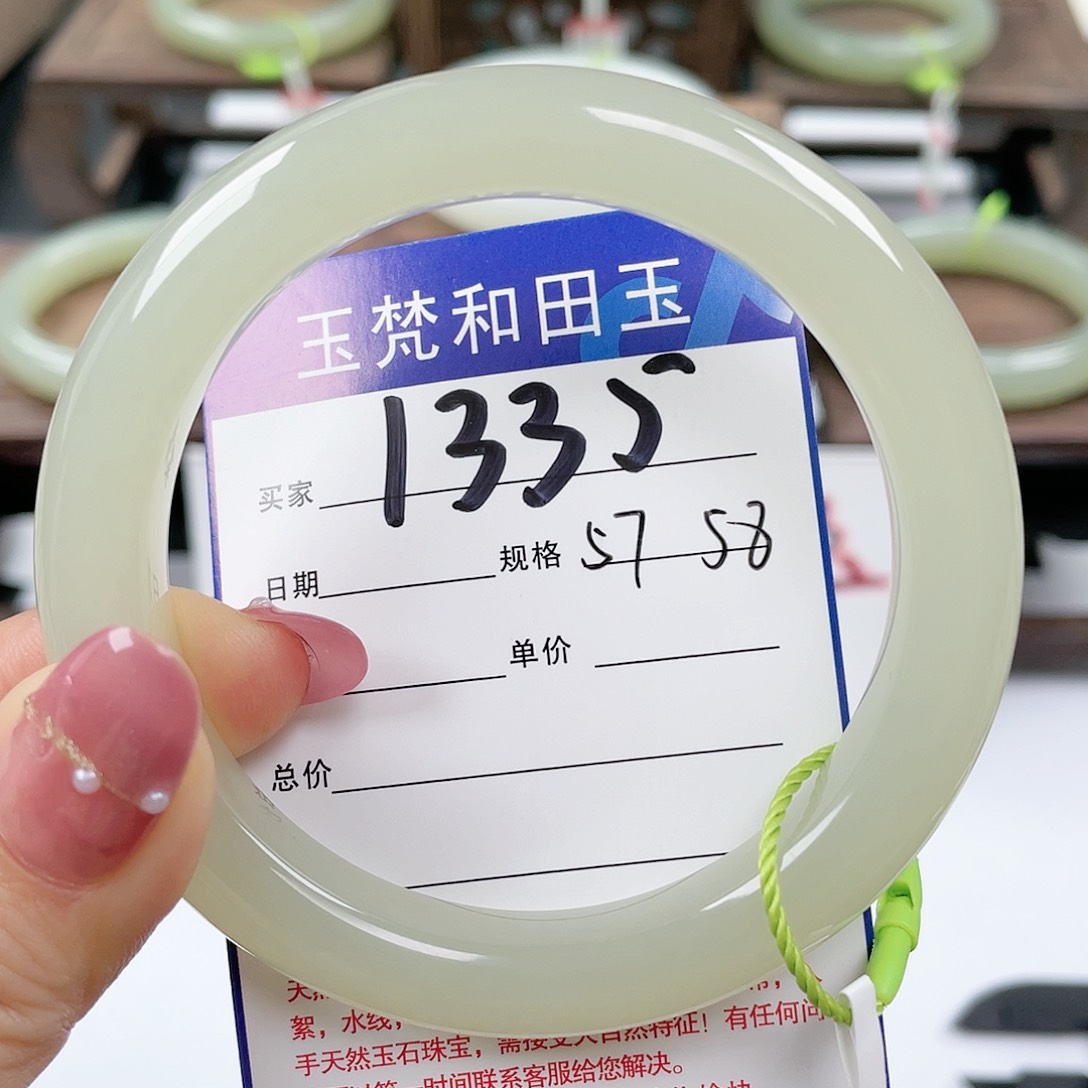 玉梵和田玉
买家 1335
日期 规格 57 58
单价
总价
絮，水线，
手天然玉石珠宝，需接受大自然特征！有任何问
时间联系客服给您解决。